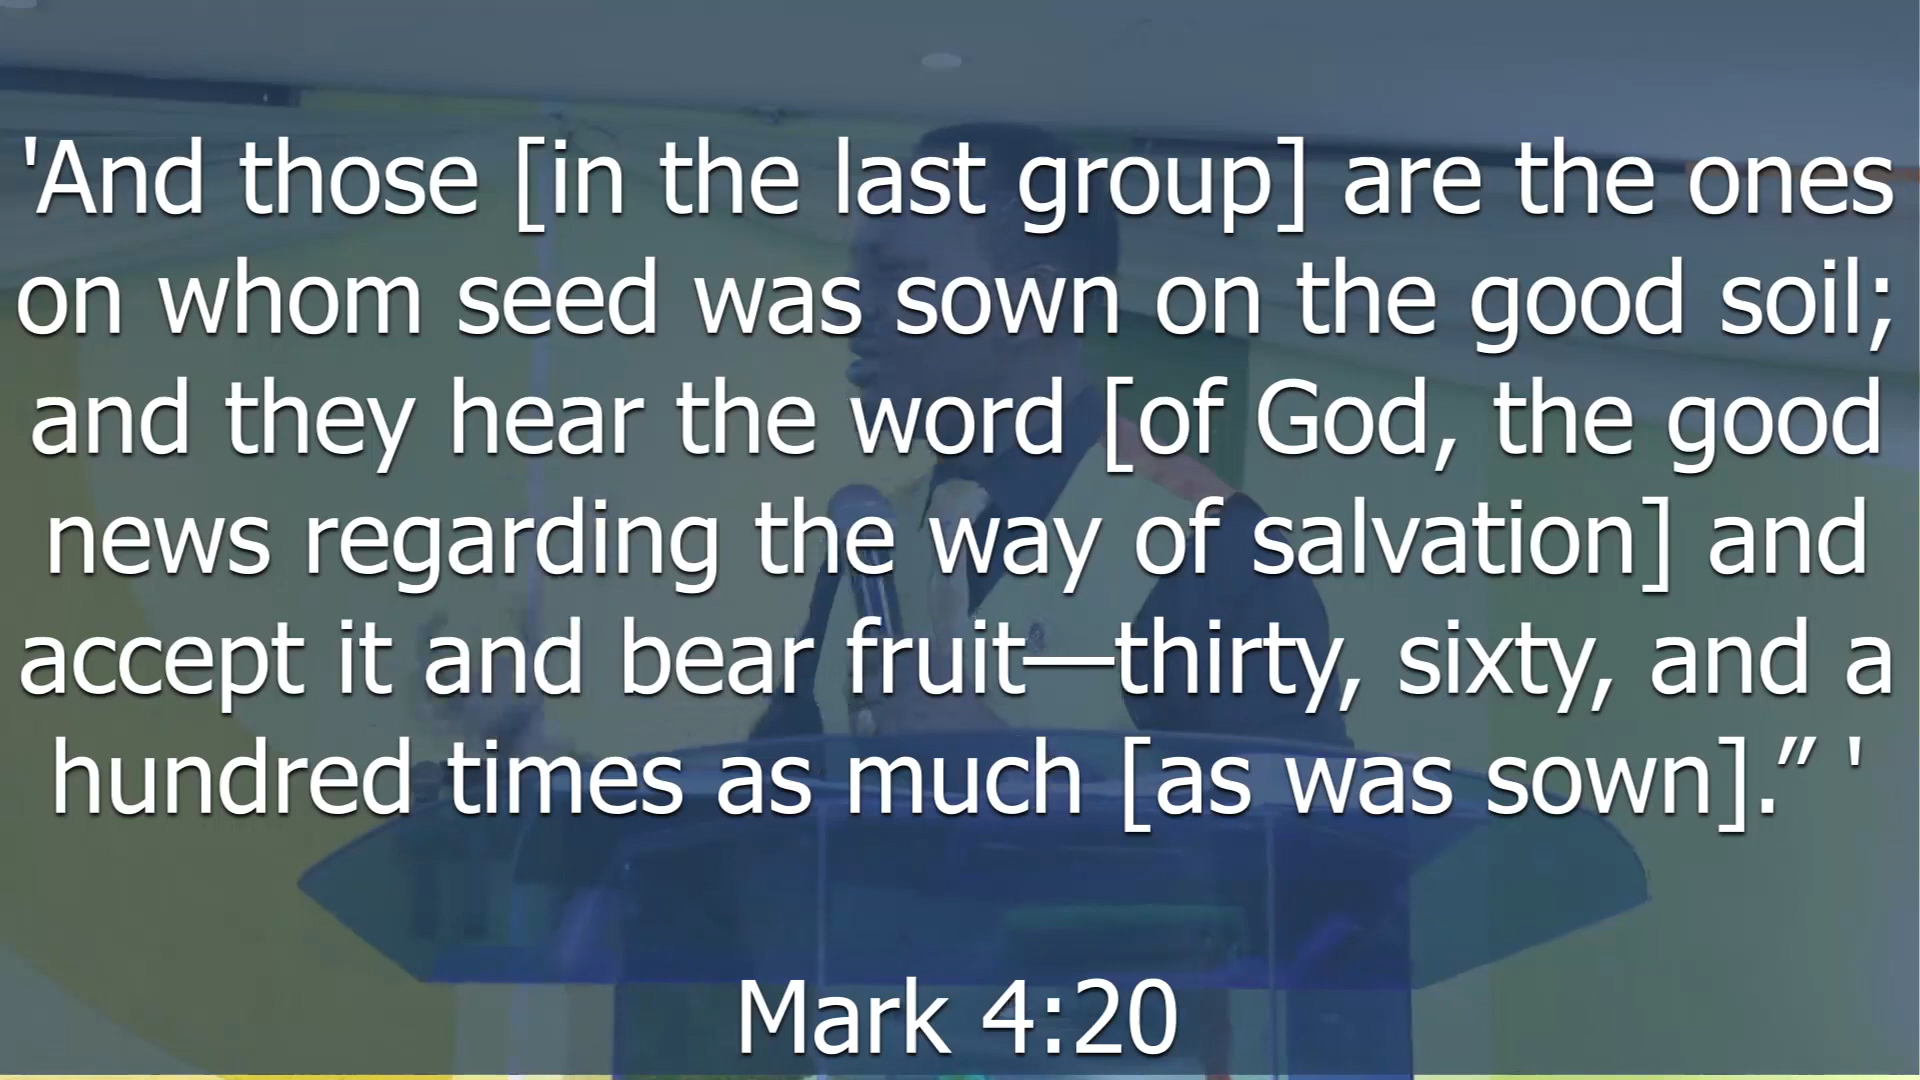 'And those [in the last group] are the ones
on whom seed was sown on the good soil;
and they hear the word [of God, the good
news regarding the way of salvation] and
accept it and bear fruit—thirty, sixty, and a
hundred times as much [as was sown].” '
Mark 4:20